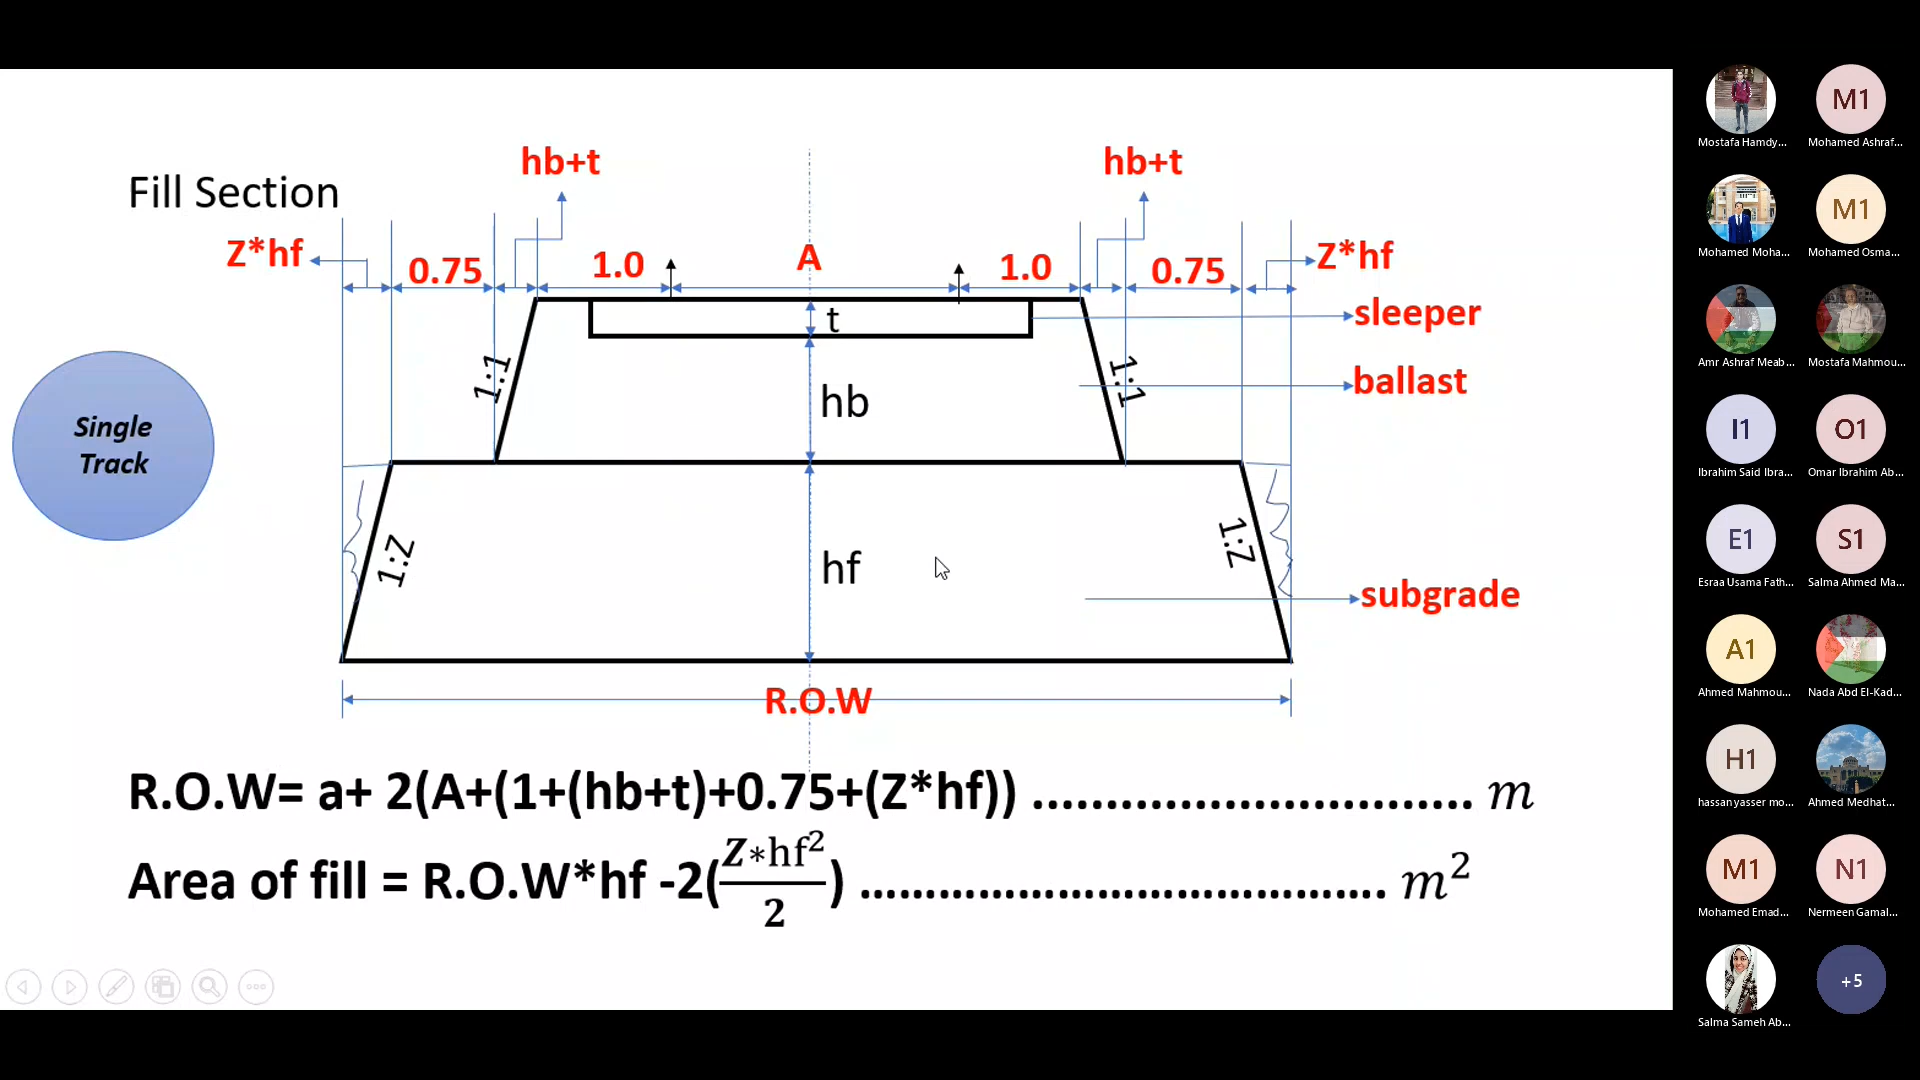 Fill Section
hb+t
hb+t
Z*hf
0.75
1.0
A
1.0
0.75
Z*hf
t
sleeper
1:1
hb
1:1
ballast
Single
Track
1:Z
hf
1:Z
subgrade
R.O.W
R.O.W= a+ 2(A+(1+(hb+t)+0.75+(Z*hf)) .............................. m
Area of fill = R.O.W*hf -2(Z*hf²/2) .................................... m²
Mostafa Hamdy...
M1
Mohamed Ashraf...
Mohamed Moha...
M1
Mohamed Osma...
Amr Ashraf Meab...
Mostafa Mahmou...
I1
Ibrahim Said Ibra...
O1
Omar Ibrahim Ab...
E1
Esraa Usama Fath...
S1
Salma Ahmed Ma...
A1
Ahmed Mahmou...
Nada Abd El-Kad...
H1
hassan yasser mo...
Ahmed Medhat...
M1
Mohamed Emad...
N1
Nermeen Gamal...
Salma Sameh Ab...
+5